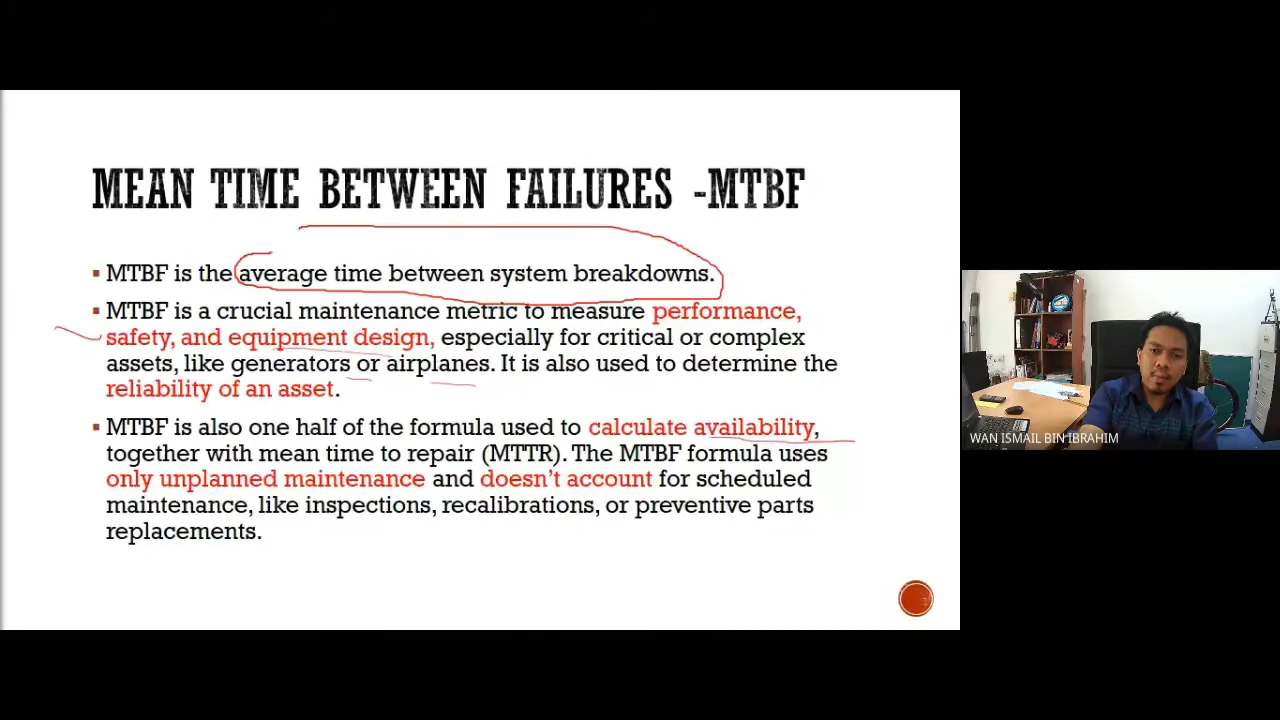 MEAN TIME BETWEEN FAILURES -MTBF
▪ MTBF is the average time between system breakdowns.
▪ MTBF is a crucial maintenance metric to measure performance,
safety, and equipment design, especially for critical or complex
assets, like generators or airplanes. It is also used to determine the
reliability of an asset.
▪ MTBF is also one half of the formula used to calculate availability,
together with mean time to repair (MTTR). The MTBF formula uses
only unplanned maintenance and doesn't account for scheduled
maintenance, like inspections, recalibrations, or preventive parts
replacements.
WAN ISMAIL BIN IBRAHIM